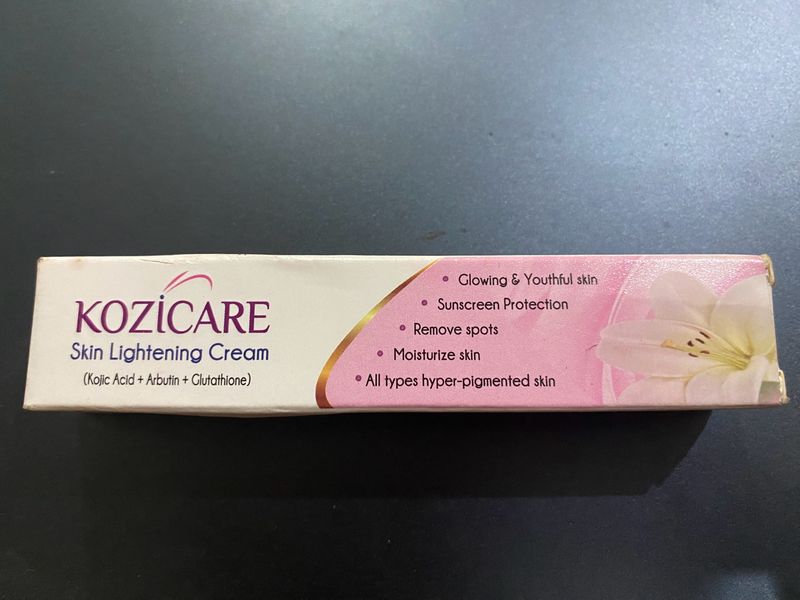 KOZICARE
Skin Lightening Cream
(Kojic Acid + Arbutin + Glutathione)
• Glowing & Youthful skin
• Sunscreen Protection
• Remove spots
• Moisturize skin
• All types hyper-pigmented skin